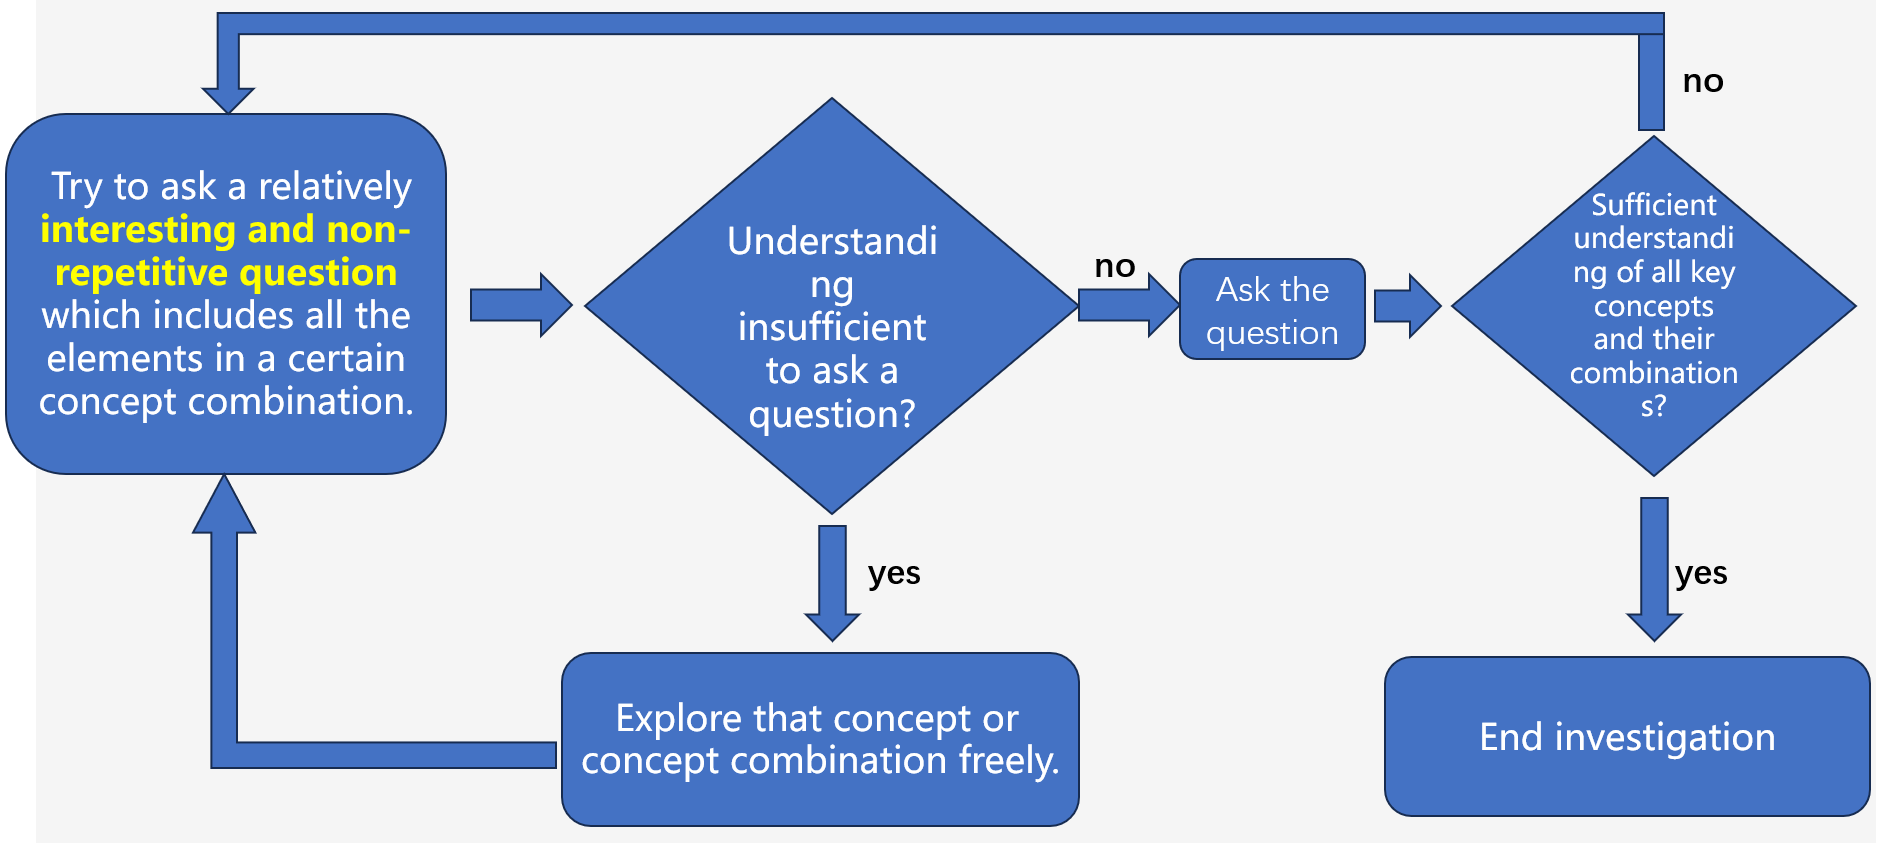 Try to ask a relatively
interesting and non-
repetitive question
which includes all the
elements in a certain
concept combination.
Understandi
ng
insufficient
to ask a
question?
no
Ask the
question
Sufficient
understandi
ng of all key
concepts
and their
combination
s?
no
yes
Explore that concept or
concept combination freely.
yes
End investigation